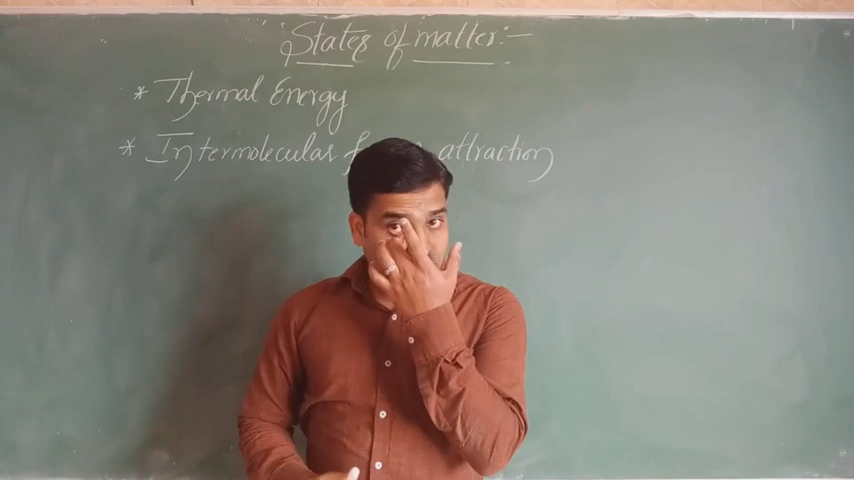 States of matter:-
* Thermal Energy
* Intermolecular attraction